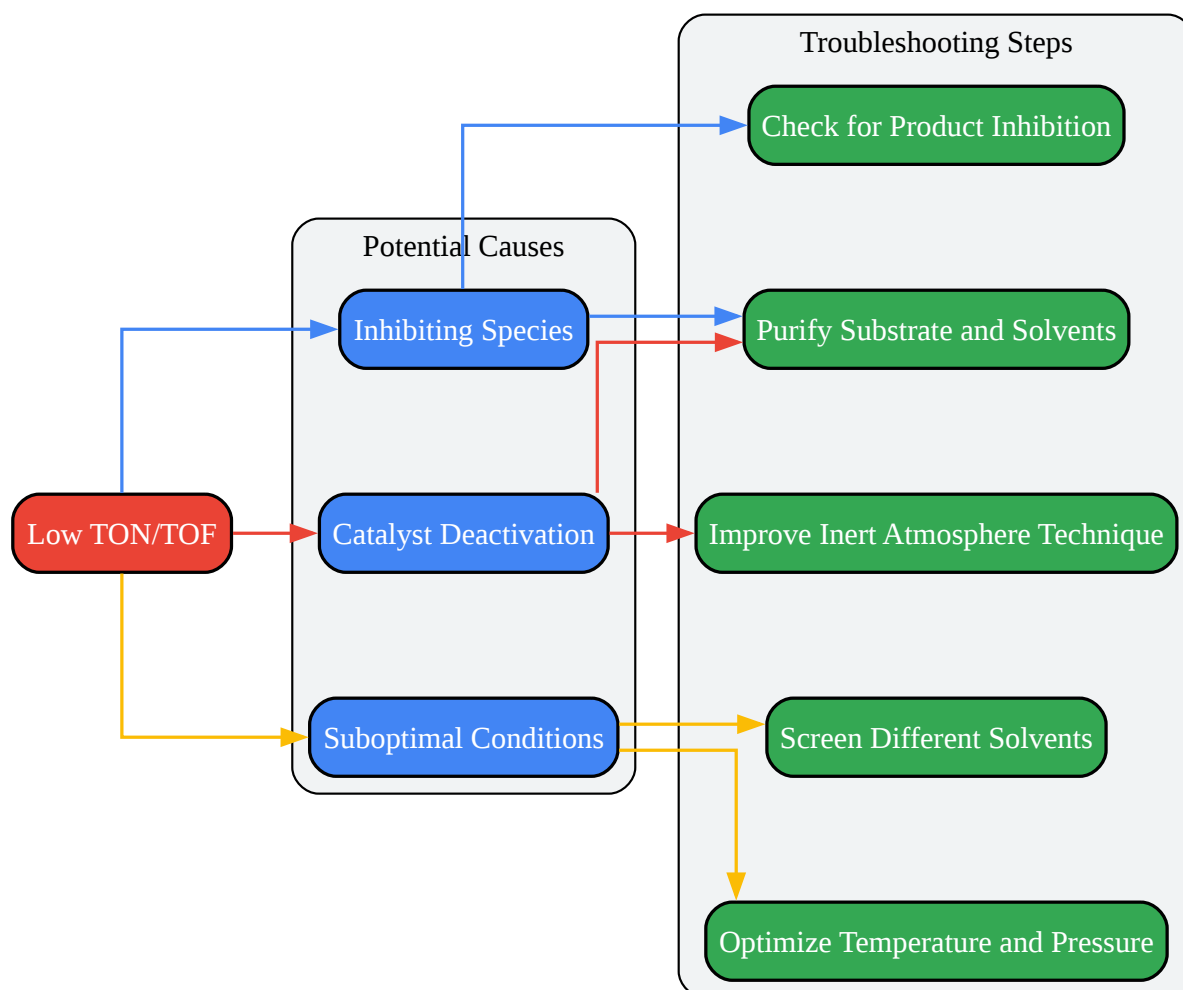 Troubleshooting Steps
Check for Product Inhibition
Potential Causes
Inhibiting Species
Purify Substrate and Solvents
Low TON/TOF
Catalyst Deactivation
Improve Inert Atmosphere Technique
Suboptimal Conditions
Screen Different Solvents
Optimize Temperature and Pressure